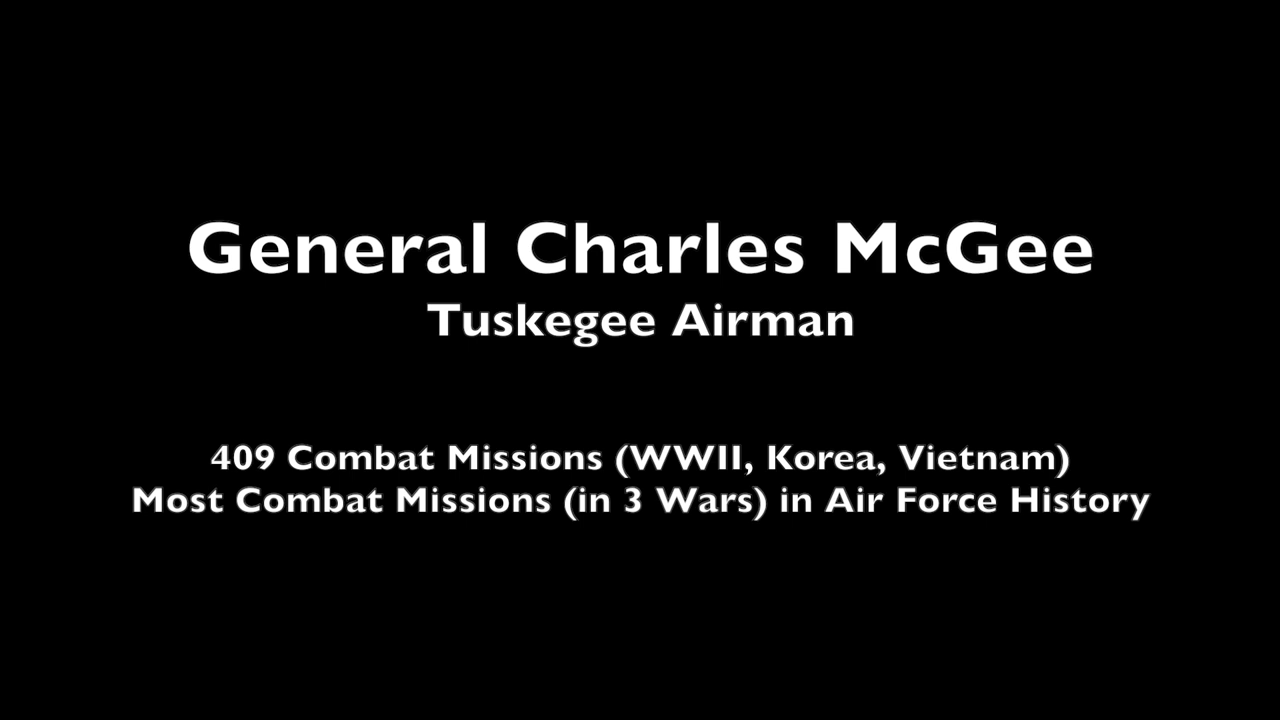 General Charles McGee
Tuskegee Airman
409 Combat Missions (WWII, Korea, Vietnam)
Most Combat Missions (in 3 Wars) in Air Force History